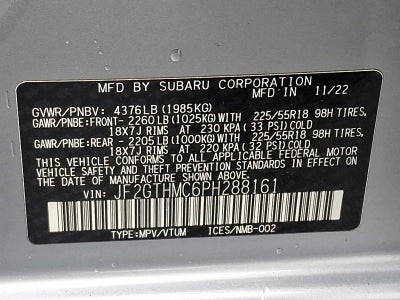 MFD BY SUBARU CORPORATION
MADE IN JAPAN 11/22
GVWR/PNBV: 4376LB(1985KG)
GAWR/PNBE:FRONT- 2260LB(1025KG)WITH 225/55R18 98H TIRES,
18X7J RIMS AT 230 KPA(33 PSI)COLD
GAWR/PNBE:REAR - 2205LB(1000KG)WITH 225/55R18 98H TIRES,
18X7J RIMS AT 220 KPA(32 PSI)COLD
THIS VEHICLE CONFORMS TO ALL APPLICABLE FEDERAL MOTOR
VEHICLE SAFETY AND BUMPER STANDARDS IN EFFECT ON THE
DATE OF MANUFACTURE SHOWN ABOVE.
VIN: JF2GTHMC6PH288161
TYPE:MPV/VTUM ICES/NMB-002